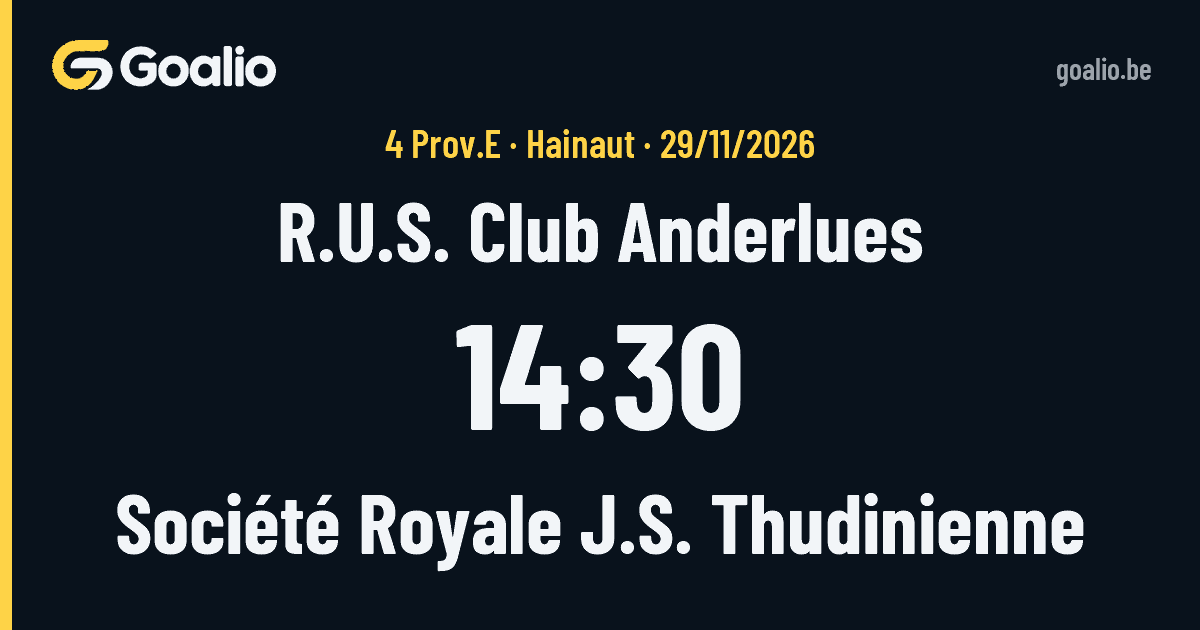 Goalio
goalio.be
4 Prov.E · Hainaut · 29/11/2026
R.U.S. Club Anderlues
14:30
Société Royale J.S. Thudinienne